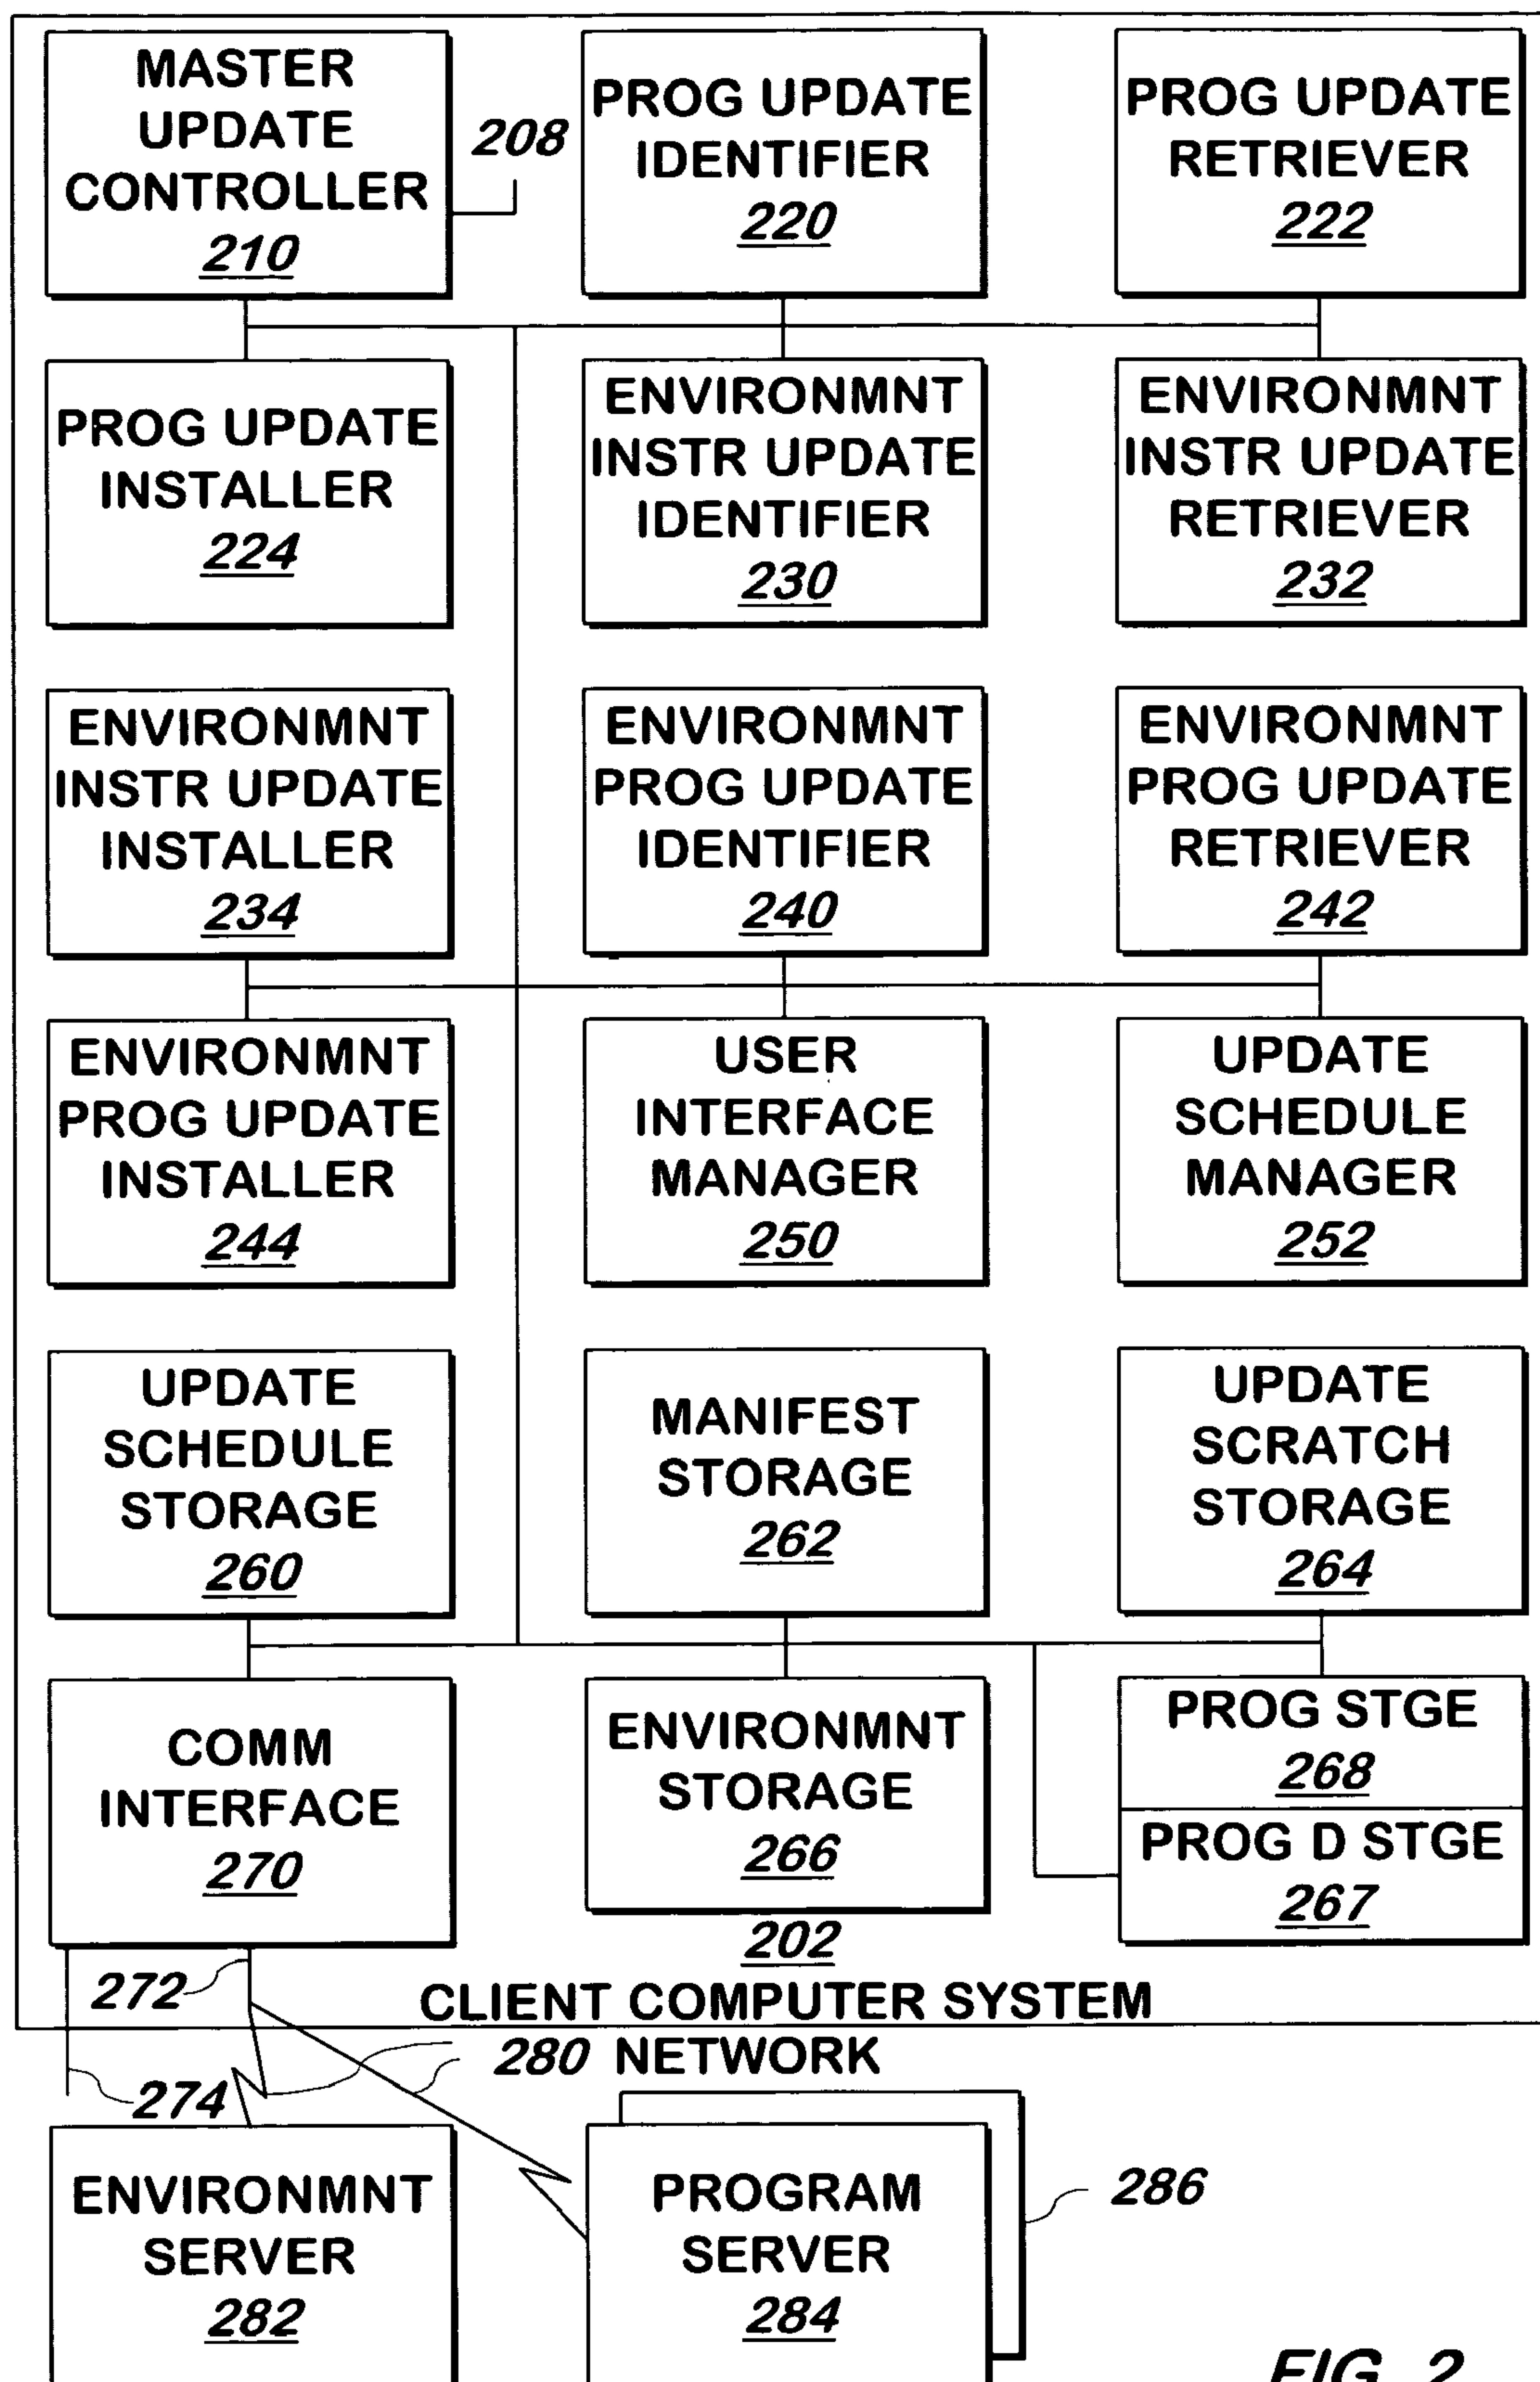 MASTER
UPDATE
CONTROLLER
210
208
PROG UPDATE
IDENTIFIER
220
PROG UPDATE
RETRIEVER
222
PROG UPDATE
INSTALLER
224
ENVIRONMNT
INSTR UPDATE
IDENTIFIER
230
ENVIRONMNT
INSTR UPDATE
RETRIEVER
232
ENVIRONMNT
INSTR UPDATE
INSTALLER
234
ENVIRONMNT
PROG UPDATE
IDENTIFIER
240
ENVIRONMNT
PROG UPDATE
RETRIEVER
242
ENVIRONMNT
PROG UPDATE
INSTALLER
244
USER
INTERFACE
MANAGER
250
UPDATE
SCHEDULE
MANAGER
252
UPDATE
SCHEDULE
STORAGE
260
MANIFEST
STORAGE
262
UPDATE
SCRATCH
STORAGE
264
COMM
INTERFACE
270
ENVIRONMNT
STORAGE
266
PROG STGE
268
PROG D STGE
267
202
CLIENT COMPUTER SYSTEM
272
274
280 NETWORK
ENVIRONMNT
SERVER
282
PROGRAM
SERVER
284
286
FIG. 2